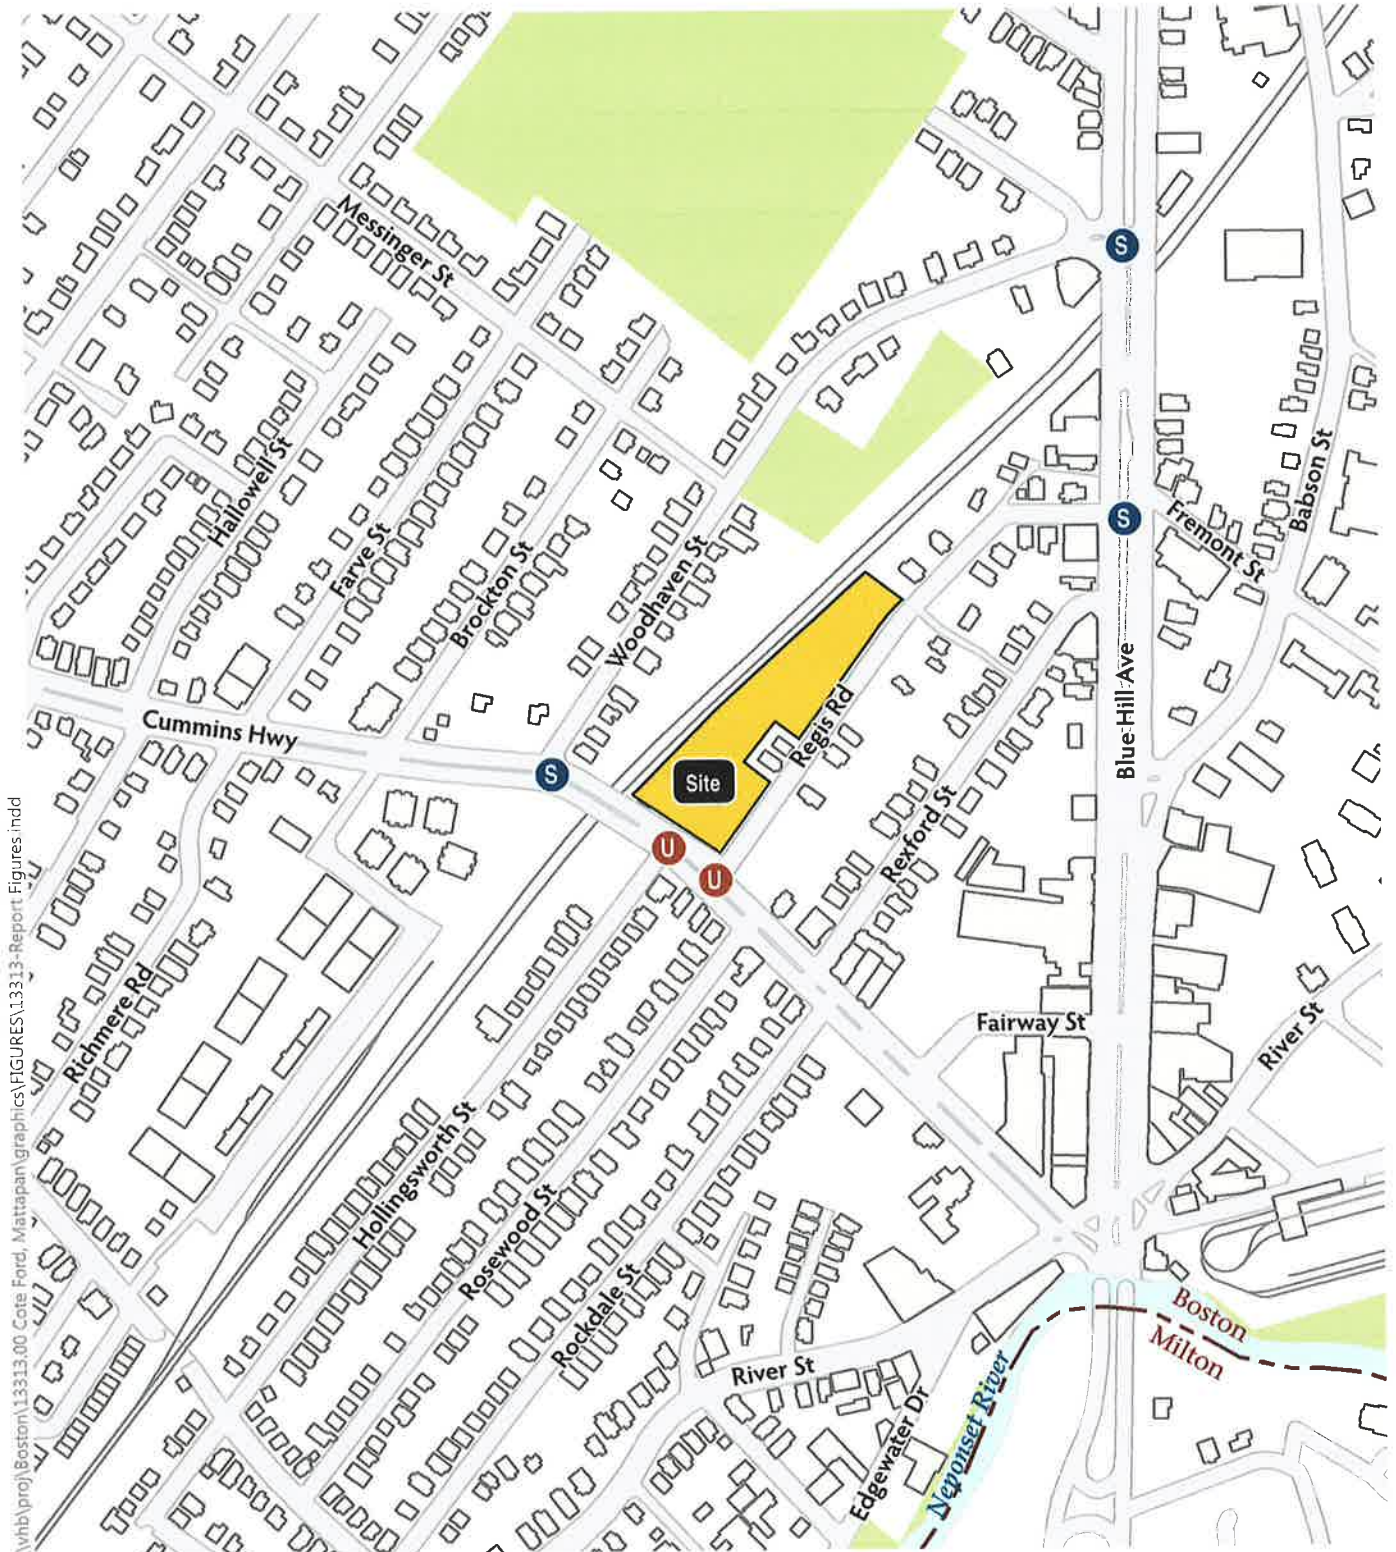 Messinger St
S
Hallowell St
Farve St
Brockton St
Woodhaven St
S
Fremont St
Babson St
Cummins Hwy
S
Site
Regis Rd
Blue Hill Ave
U
U
Rexford St
Richmere Rd
Fairway St
River St
Hollingsworth St
Rosewood St
Rockdale St
River St
Edgewater Dr
Neponset River
Boston
Milton
\vhb\proj\Boston\13313.00 Cote Ford, Mattapan\graphics\FIGURES\13313-Report Figures.indd